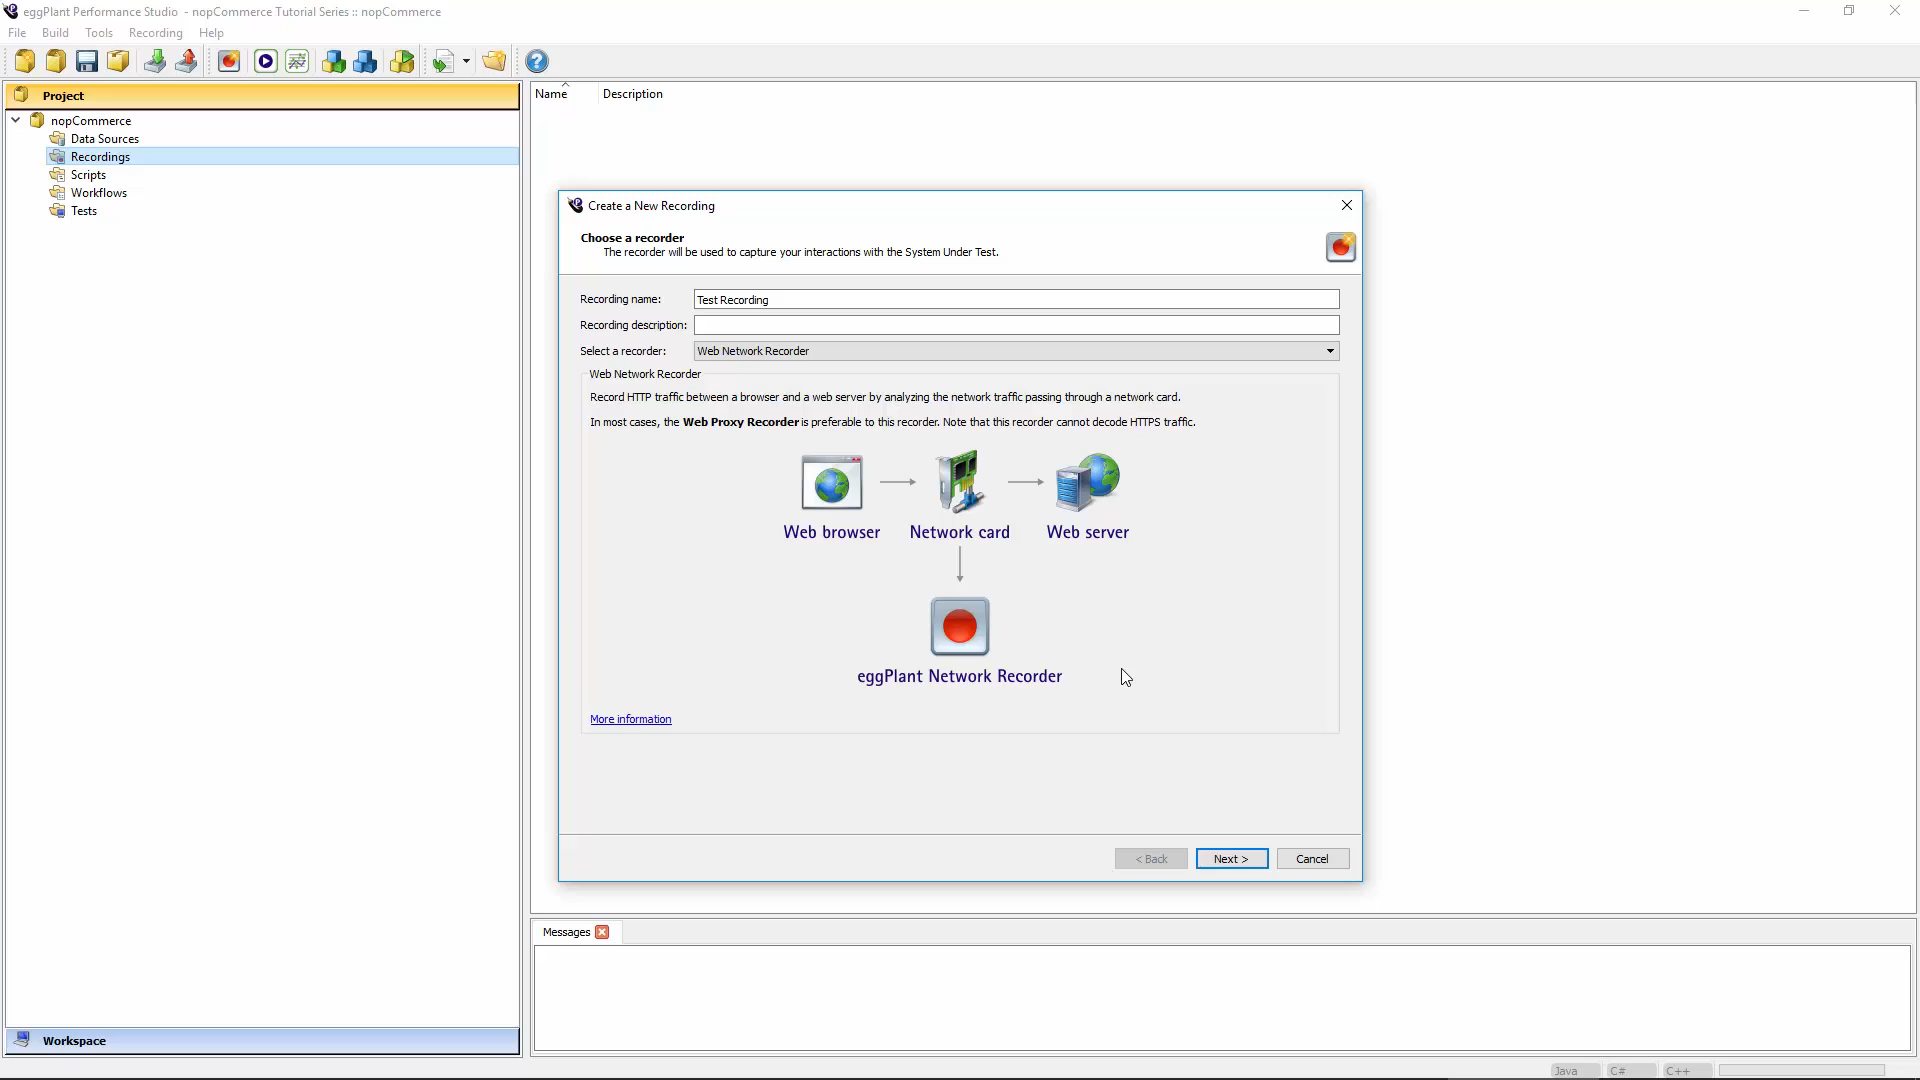 eggPlant Performance Studio - nopCommerce Tutorial Series :: nopCommerce
File Build Tools Recording Help
Project
nopCommerce
Data Sources
Recordings
Scripts
Workflows
Tests
Workspace
Name Description
Create a New Recording
Choose a recorder
The recorder will be used to capture your interactions with the System Under Test.
Recording name: Test Recording
Recording description:
Select a recorder: Web Network Recorder
Web Network Recorder
Record HTTP traffic between a browser and a web server by analyzing the network traffic passing through a network card.
In most cases, the Web Proxy Recorder is preferable to this recorder. Note that this recorder cannot decode HTTPS traffic.
Web browser Network card Web server
eggPlant Network Recorder
More information
< Back Next > Cancel
Messages
Java C# C++